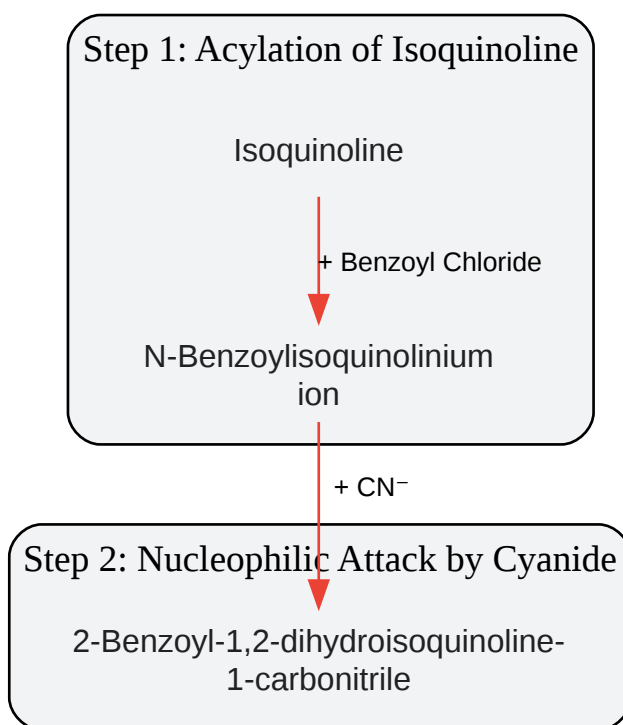 Step 1: Acylation of Isoquinoline
Isoquinoline
+ Benzoyl Chloride
N-Benzoylisoquinolinium
ion
+ CN⁻
Step 2: Nucleophilic Attack by Cyanide
2-Benzoyl-1,2-dihydroisoquinoline-
1-carbonitrile